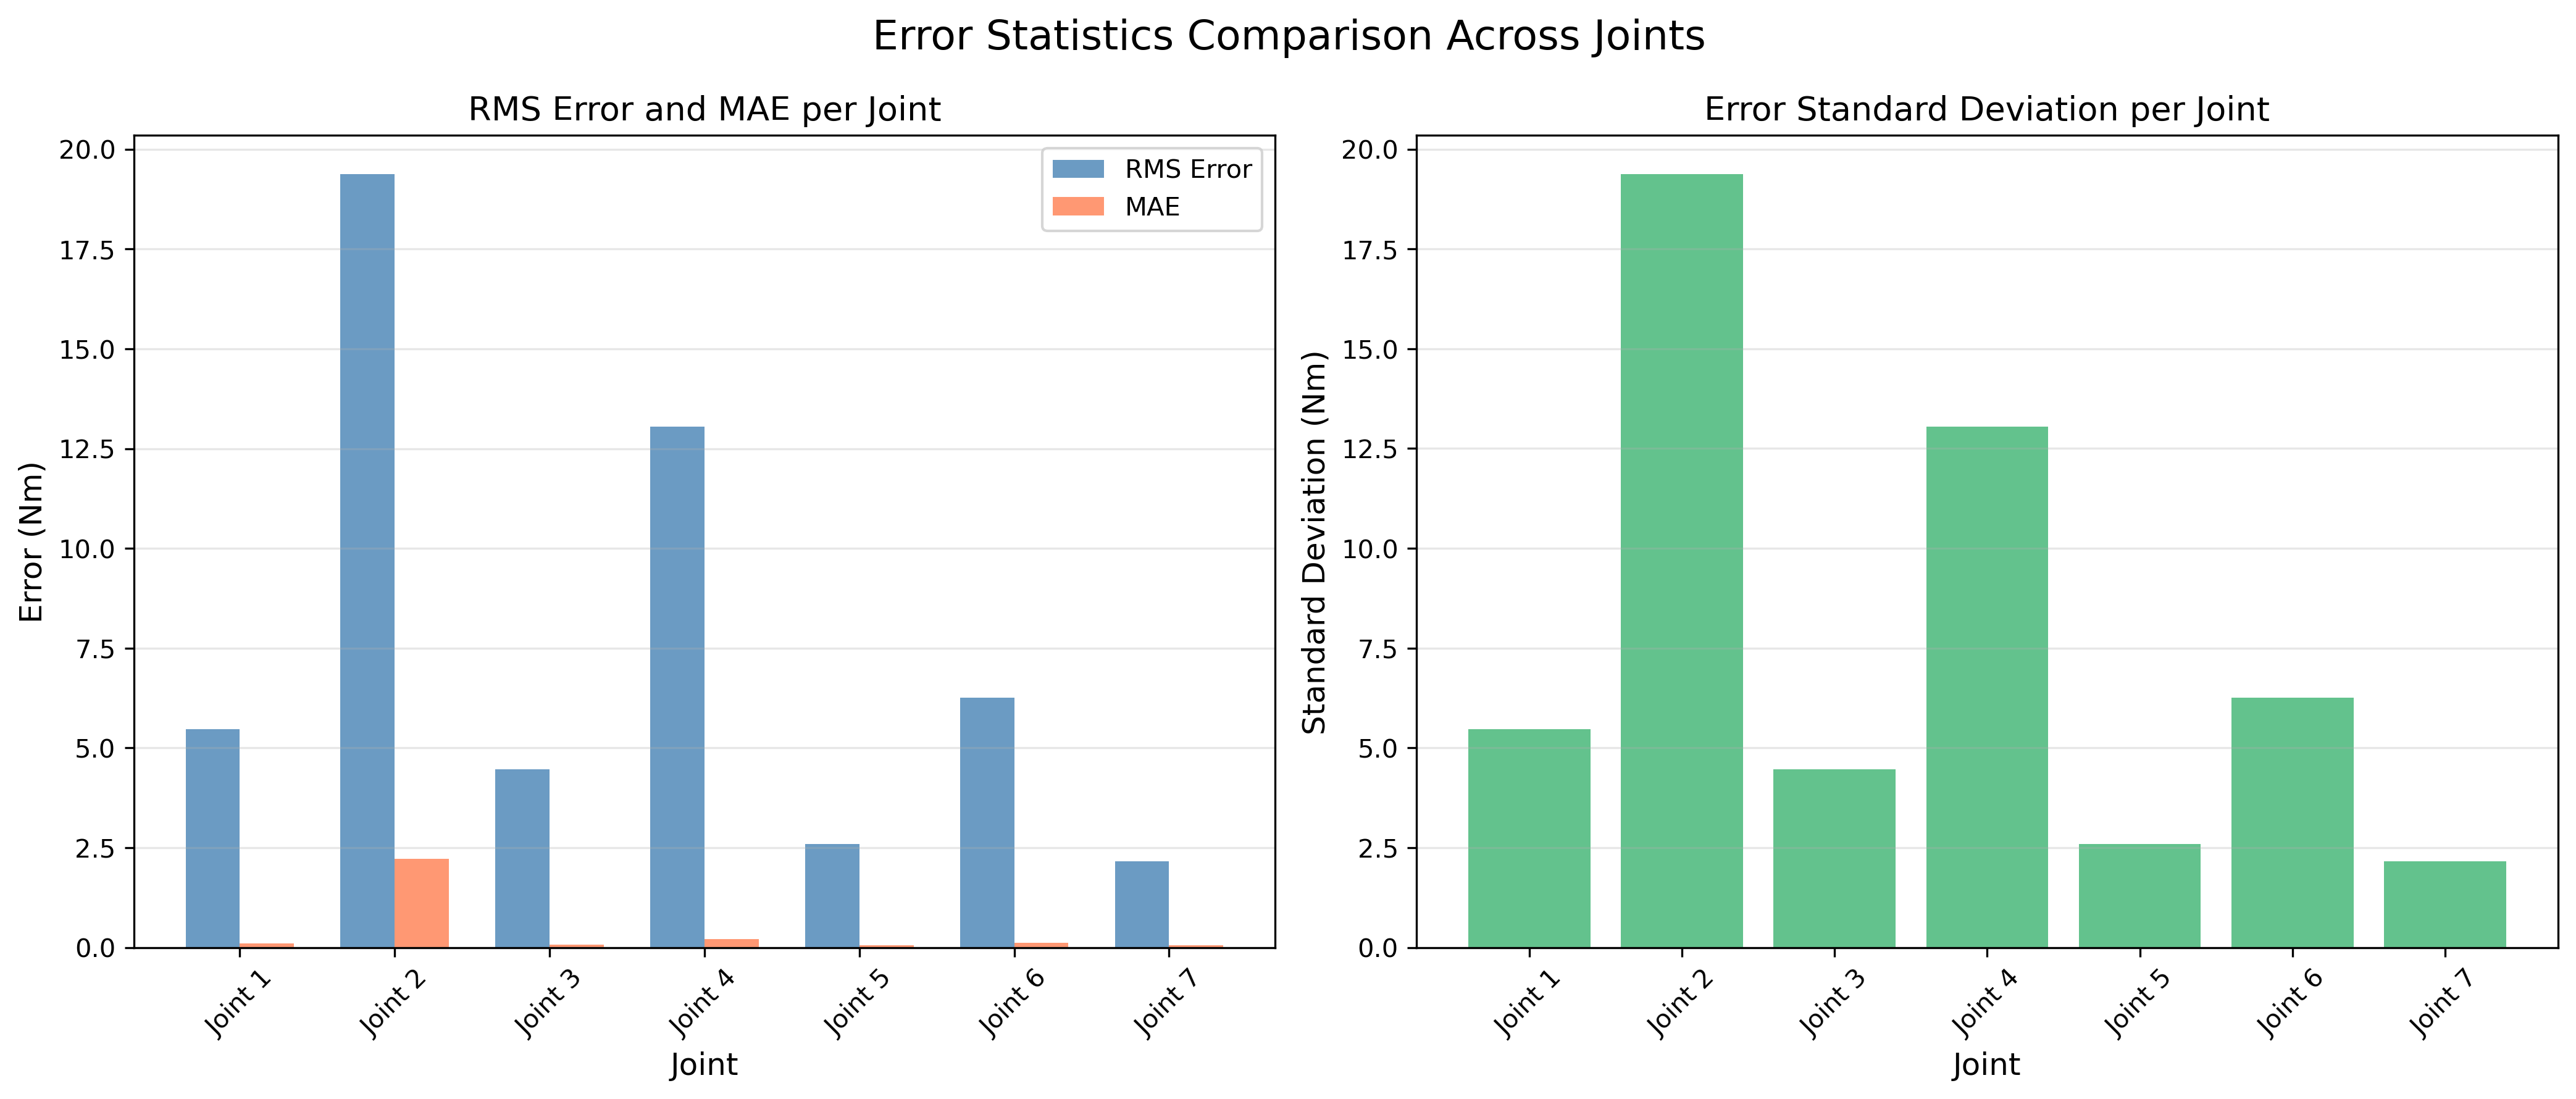 Error Statistics Comparison Across Joints
RMS Error and MAE per Joint
Error (Nm)
20.0
17.5
15.0
12.5
10.0
7.5
5.0
2.5
0.0
RMS Error
MAE
Joint 1
Joint 2
Joint 3
Joint 4
Joint 5
Joint 6
Joint 7
Joint
Error Standard Deviation per Joint
Standard Deviation (Nm)
20.0
17.5
15.0
12.5
10.0
7.5
5.0
2.5
0.0
Joint 1
Joint 2
Joint 3
Joint 4
Joint 5
Joint 6
Joint 7
Joint